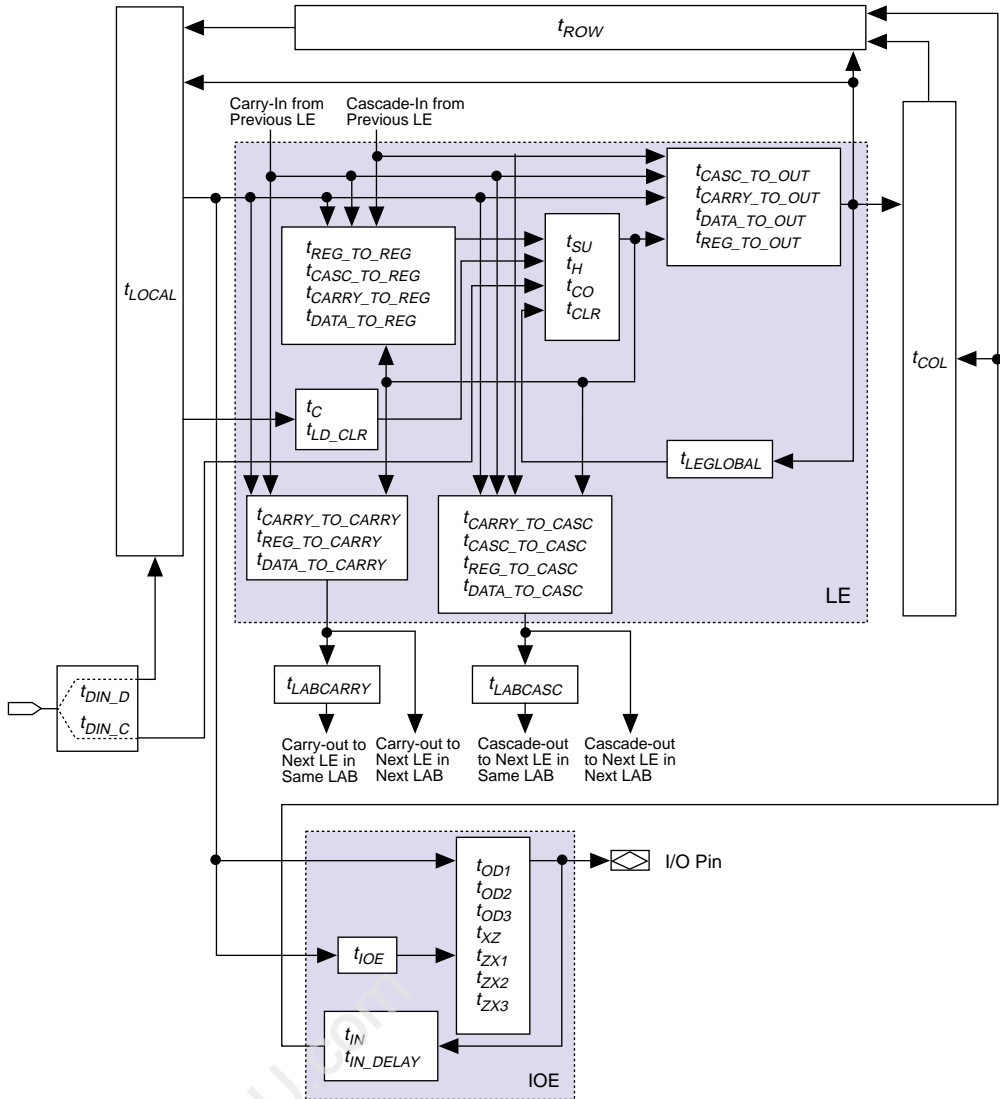 tROW
Carry-In from
Previous LE
Cascade-In from
Previous LE
tCASC_TO_OUT
tCARRY_TO_OUT
tDATA_TO_OUT
tREG_TO_OUT
tREG_TO_REG
tCASC_TO_REG
tCARRY_TO_REG
tDATA_TO_REG
tSU
tH
tCO
tCLR
tLOCAL
tCOL
tC
tLD_CLR
tLEGLOBAL
tCARRY_TO_CARRY
tREG_TO_CARRY
tDATA_TO_CARRY
tCARRY_TO_CASC
tCASC_TO_CASC
tREG_TO_CASC
tDATA_TO_CASC
LE
tDIN_D
tDIN_C
tLABCARRY
tLABCASC
Carry-out to
Next LE in
Same LAB
Carry-out to
Next LE in
Next LAB
Cascade-out
to Next LE in
Same LAB
Cascade-out
to Next LE in
Next LAB
tOD1
tOD2
tOD3
tXZ
tZX1
tZX2
tZX3
I/O Pin
tIOE
tIN
tIN_DELAY
IOE